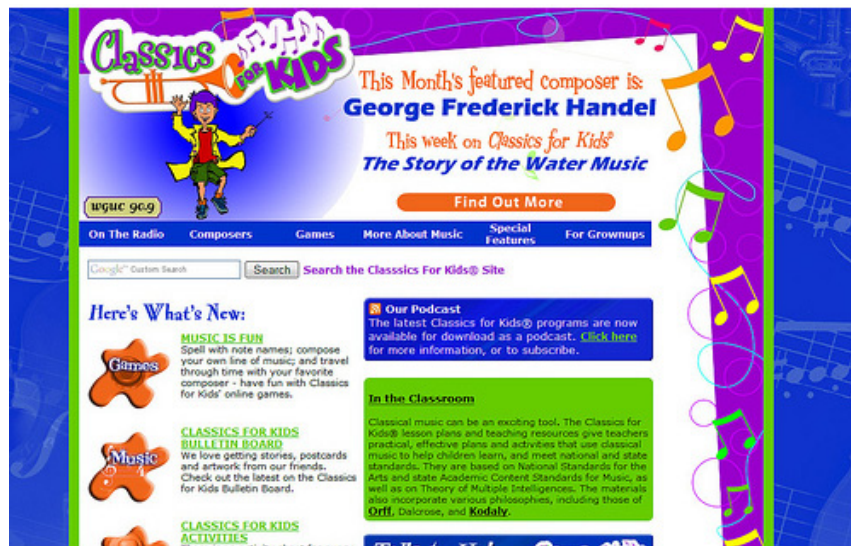 Classics
for Kids
This Month's featured composer is:
George Frederick Handel
This week on Classics for Kids®
The Story of the Water Music
Find Out More
WGUC 90.9
On The Radio
Composers
Games
More About Music
Special
Features
For Grownups
Google™ Custom Search
Search
Search the Classsics For Kids® Site
Here's What's New:
Games
MUSIC IS FUN
Spell with note names; compose
your own line of music; and travel
through time with your favorite
composer - have fun with Classics
for Kids' online games.
Music
CLASSICS FOR KIDS
BULLETIN BOARD
We love getting stories, postcards
and artwork from our friends.
Check out the latest on the Classics
for Kids Bulletin Board.
CLASSICS FOR KIDS
ACTIVITIES
Our Podcast
The latest Classics for Kids® programs are now
available for download as a podcast. Click here
for more information, or to subscribe.
In the Classroom
Classical music can be an exciting tool. The Classics for
Kids® lesson plans and teaching resources give teachers
practical, effective plans and activities that use classical
music to help children learn, and meet national and state
standards. They are based on National Standards for the
Arts and state Academic Content Standards for Music, as
well as on Theory of Multiple Intelligences. The materials
also incorporate various philosophies, including those of
Orff, Dalcrose, and Kodaly.